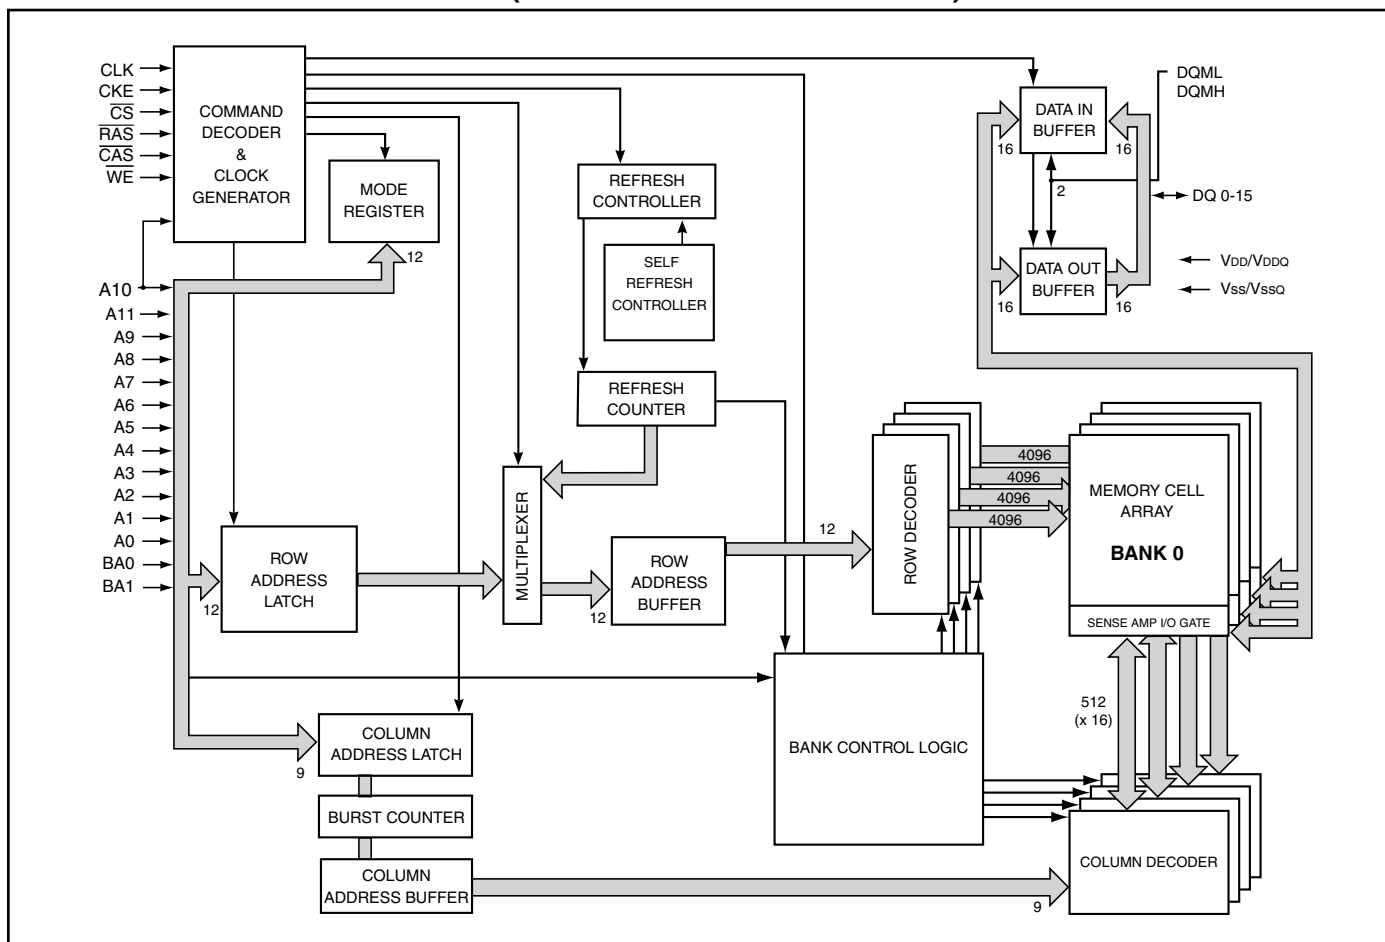 CLK
CKE
CS
RAS
CAS
WE
COMMAND
DECODER
&
CLOCK
GENERATOR
MODE
REGISTER
12
REFRESH
CONTROLLER
SELF
REFRESH
CONTROLLER
REFRESH
COUNTER
DATA IN
BUFFER
16
16
2
DQML
DQMH
DQ 0-15
DATA OUT
BUFFER
16
16
VDD/VDDQ
Vss/VssQ
A10
A11
A9
A8
A7
A6
A5
A4
A3
A2
A1
A0
BA0
BA1
12
ROW
ADDRESS
LATCH
MULTIPLEXER
12
ROW
ADDRESS
BUFFER
12
ROW DECODER
4096
4096
4096
4096
MEMORY CELL
ARRAY
BANK 0
SENSE AMP I/O GATE
512
(x 16)
BANK CONTROL LOGIC
9
COLUMN
ADDRESS LATCH
BURST COUNTER
COLUMN
ADDRESS BUFFER
9
COLUMN DECODER